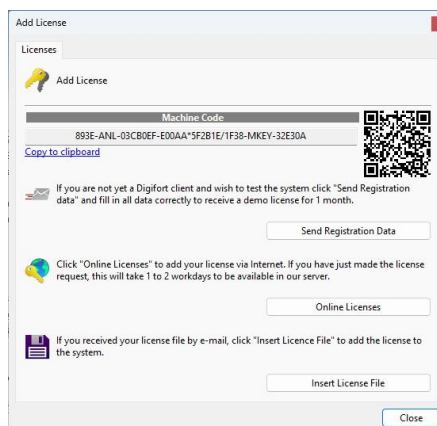 Add License
Licenses
Add License
Machine Code
893E-ANL-03CB0EF-E00AA*5F2B1E/1F38-MKEY-32E30A
Copy to clipboard
If you are not yet a Digifort client and wish to test the system click "Send Registration
data" and fill in all data correctly to receive a demo license for 1 month.
Send Registration Data
Click "Online Licenses" to add your license via Internet. If you have just made the license
request, this will take 1 to 2 workdays to be available in our server.
Online Licenses
If you received your license file by e-mail, click "Insert Licence File" to add the license to
the system.
Insert License File
Close